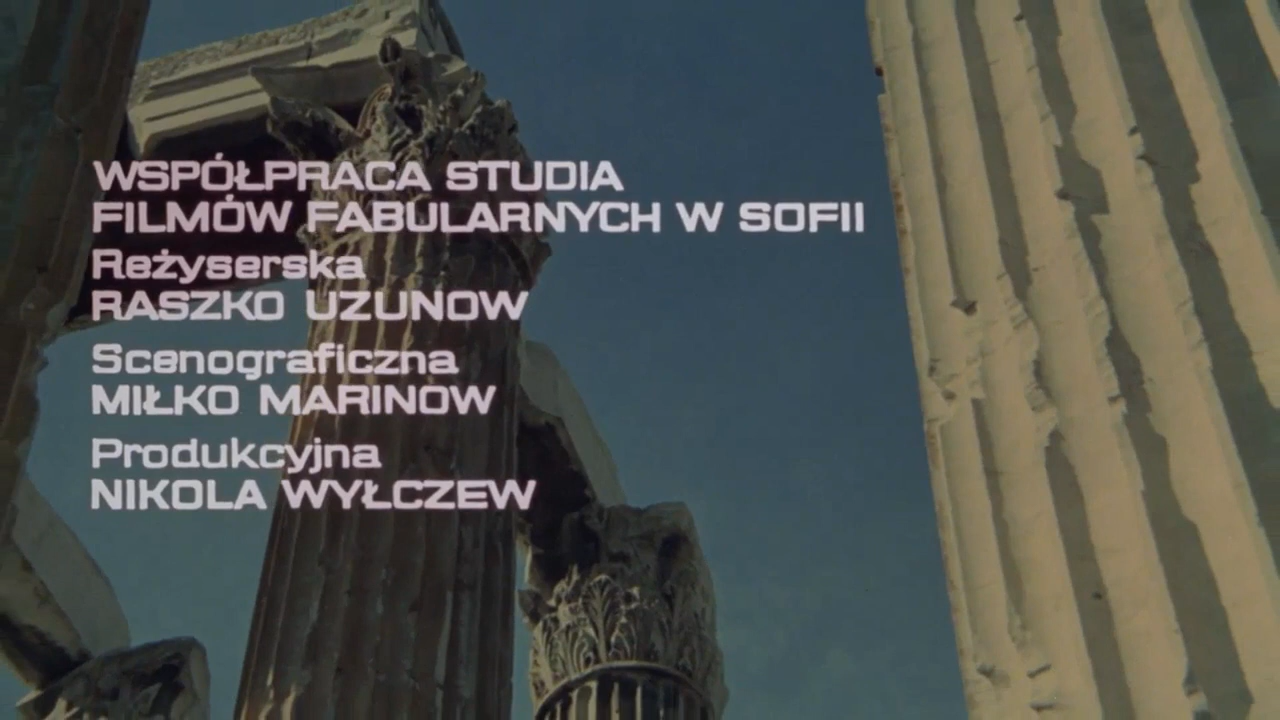 WSPÓŁPRACA STUDIA
FILMÓW FABULARNYCH W SOFII
Reżyserska
RASZKO UZUNOW
Scenograficzna
MIŁKO MARINOW
Produkcyjna
NIKOLA WYŁCZEW